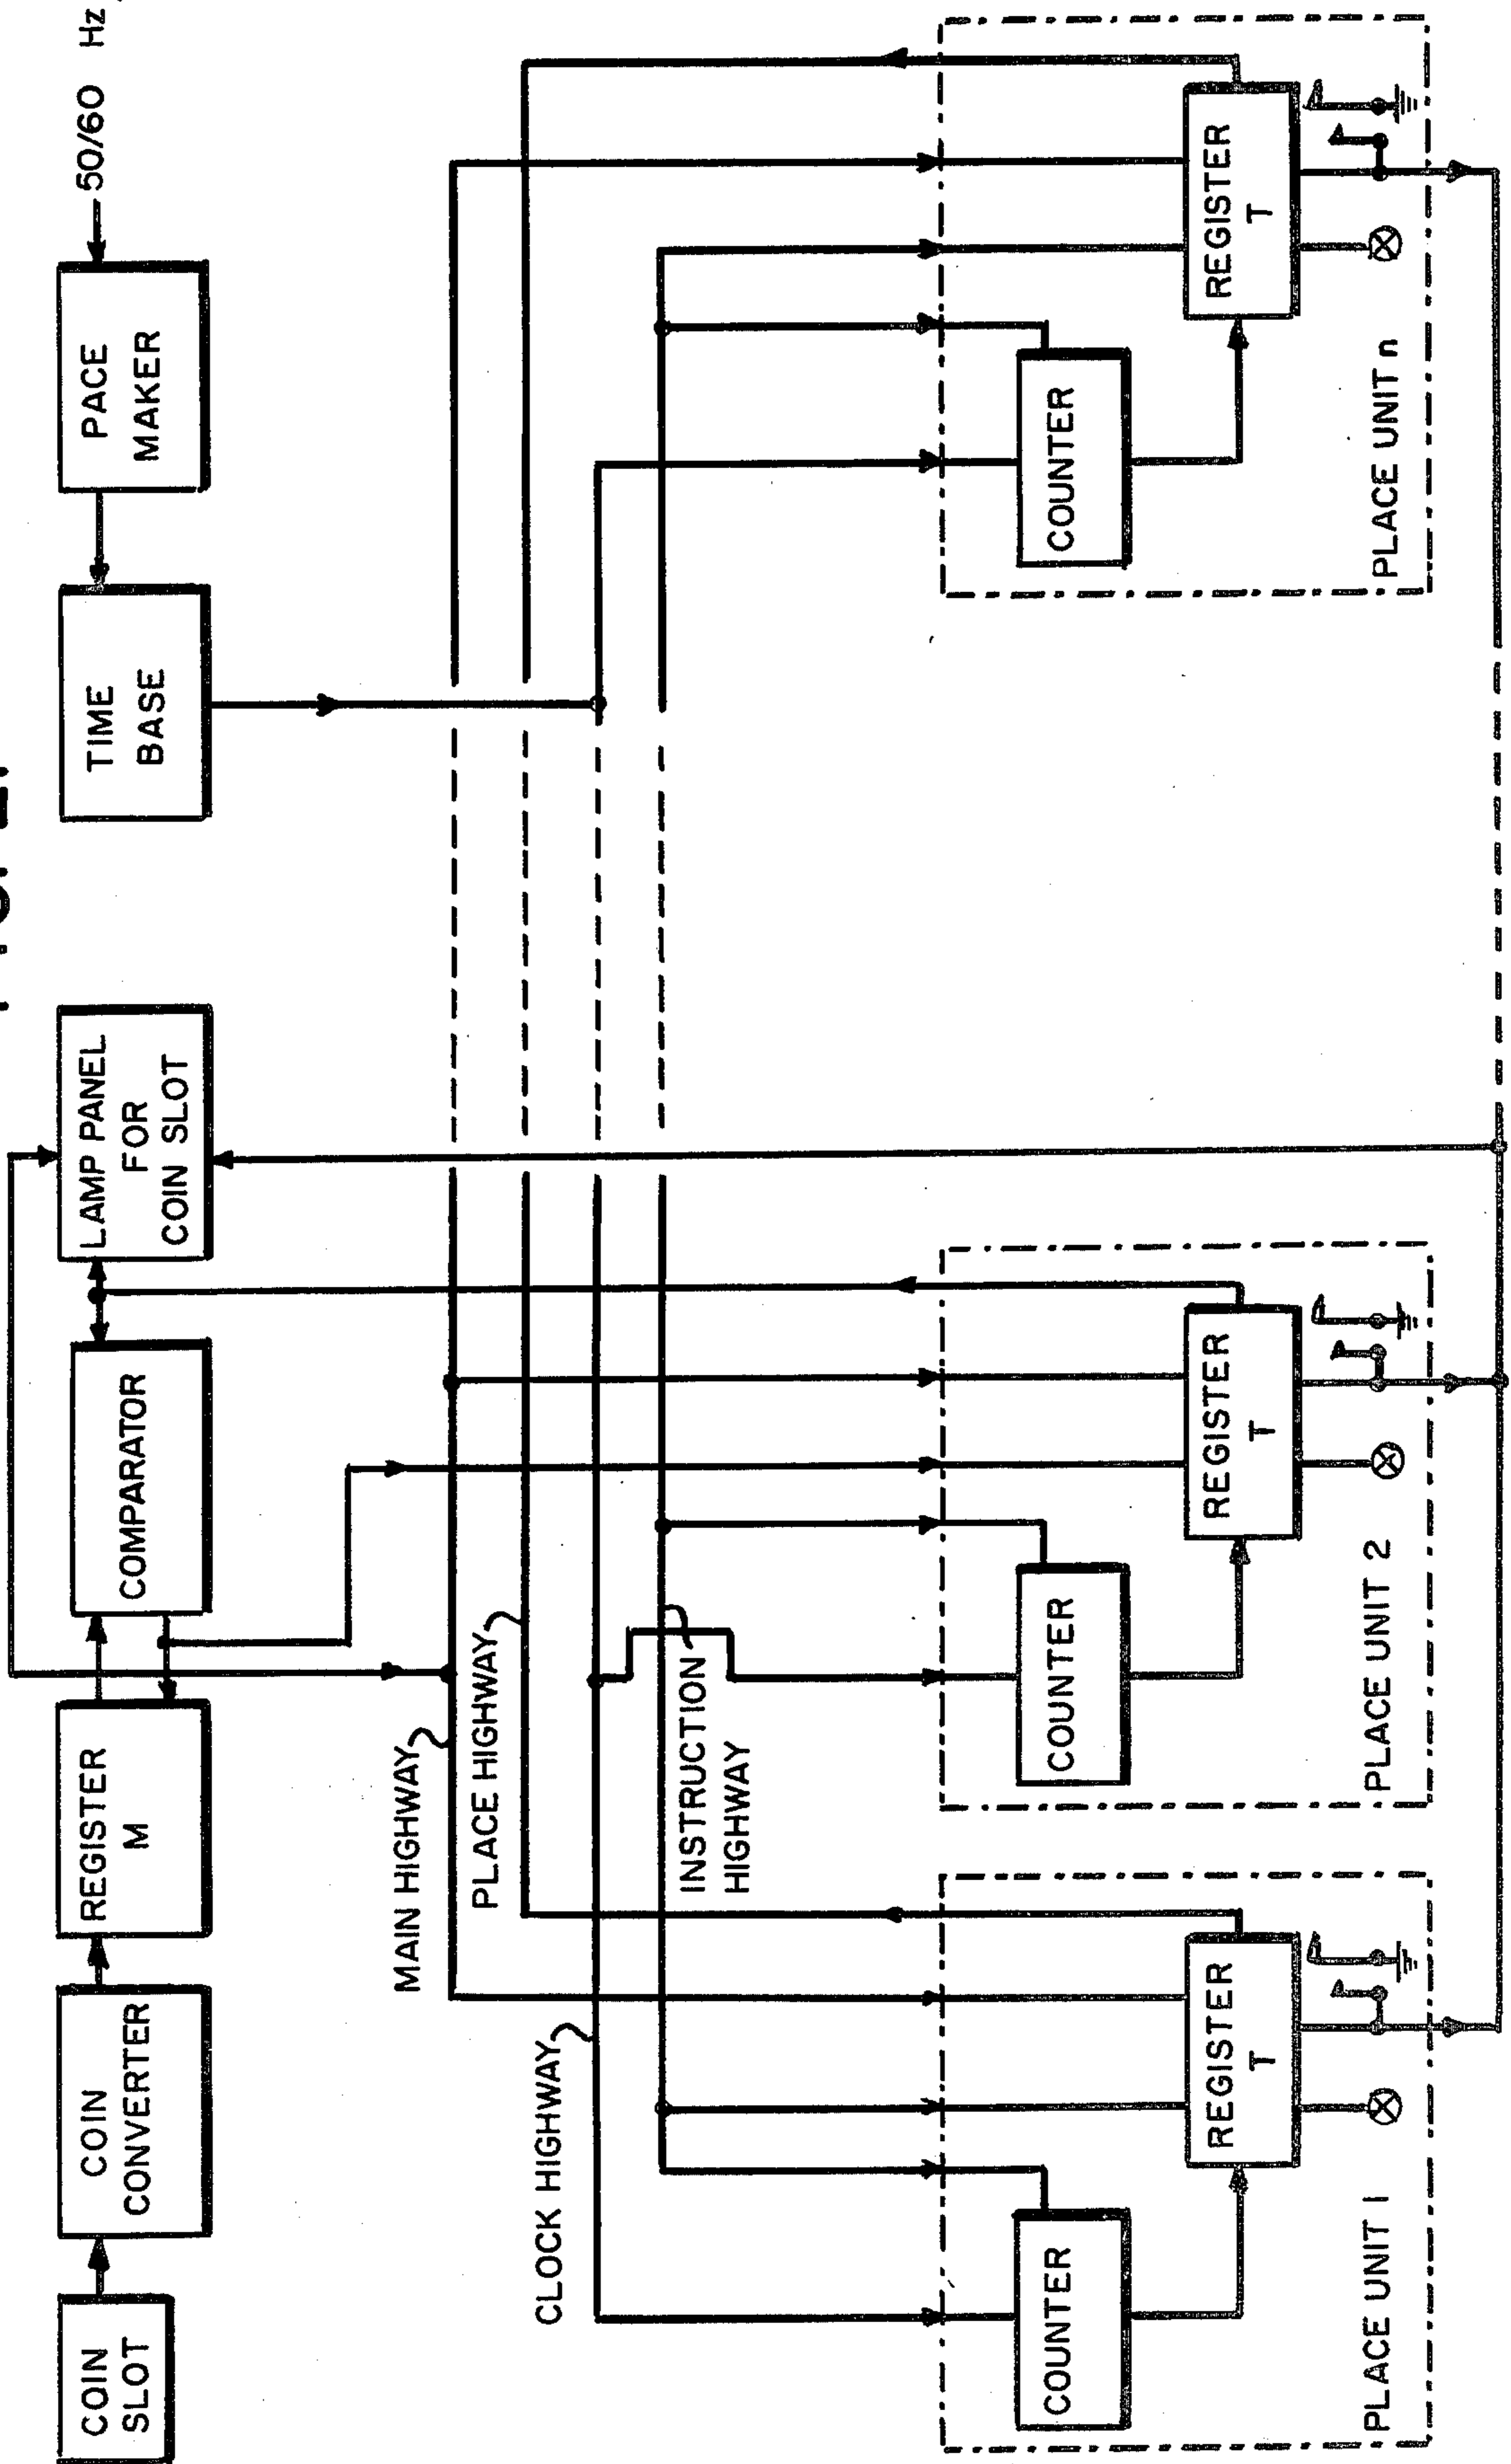 COIN
SLOT
COIN
CONVERTER
REGISTER
M
COMPARATOR
LAMP PANEL
FOR
COIN SLOT
TIME
BASE
PACE
MAKER
50/60 Hz
MAIN HIGHWAY
PLACE HIGHWAY
CLOCK HIGHWAY
INSTRUCTION
HIGHWAY
COUNTER
REGISTER
T
PLACE UNIT 1
COUNTER
REGISTER
T
PLACE UNIT 2
COUNTER
REGISTER
T
PLACE UNIT n